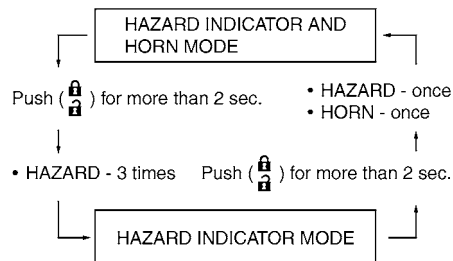 HAZARD INDICATOR AND
HORN MODE
Push ( ) for more than 2 sec.
• HAZARD - once
• HORN - once
• HAZARD - 3 times
Push ( ) for more than 2 sec.
HAZARD INDICATOR MODE